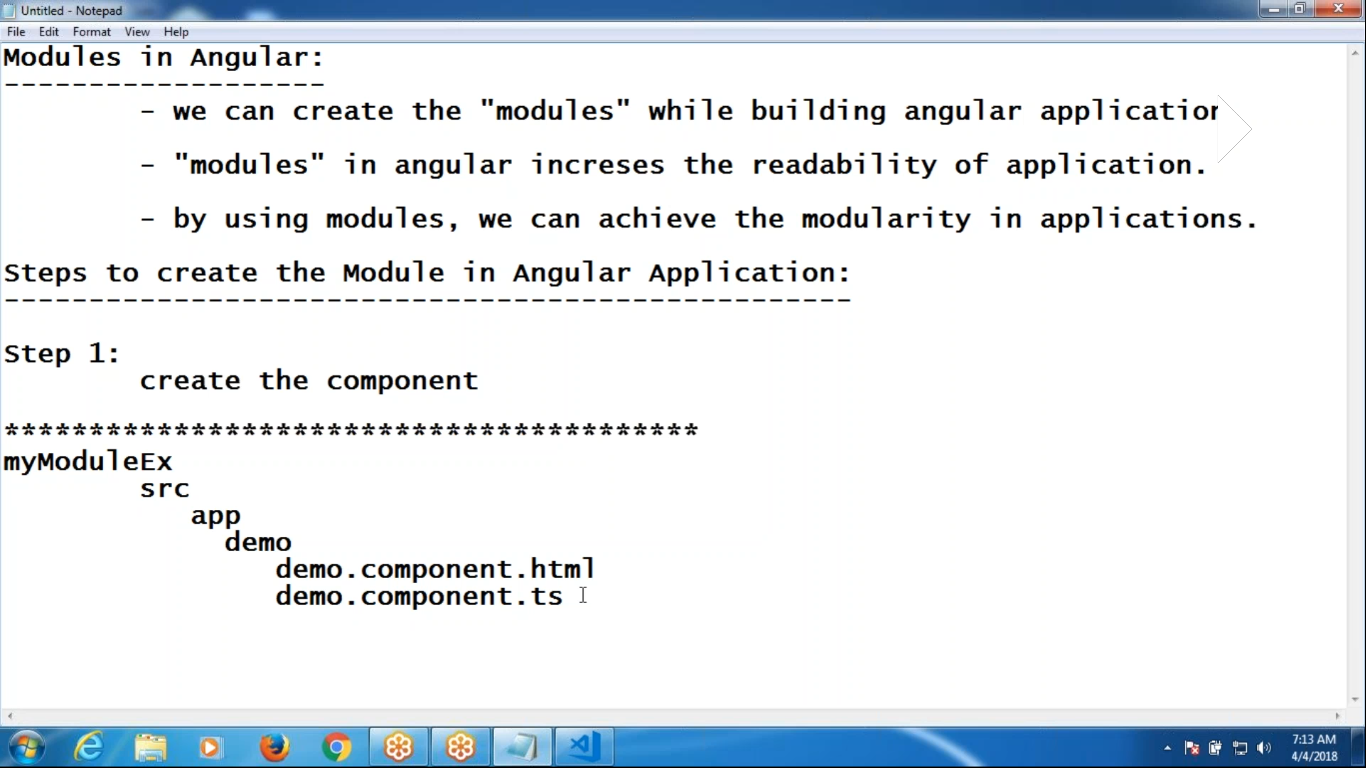 Untitled - Notepad
File Edit Format View Help
Modules in Angular:
-------------------
- we can create the "modules" while building angular application
- "modules" in angular increses the readability of application.
- by using modules, we can achieve the modularity in applications.
Steps to create the Module in Angular Application:
--------------------------------------------------
Step 1:
create the component
*****************************************
myModuleEx
src
app
demo
demo.component.html
demo.component.ts
7:13 AM
4/4/2018